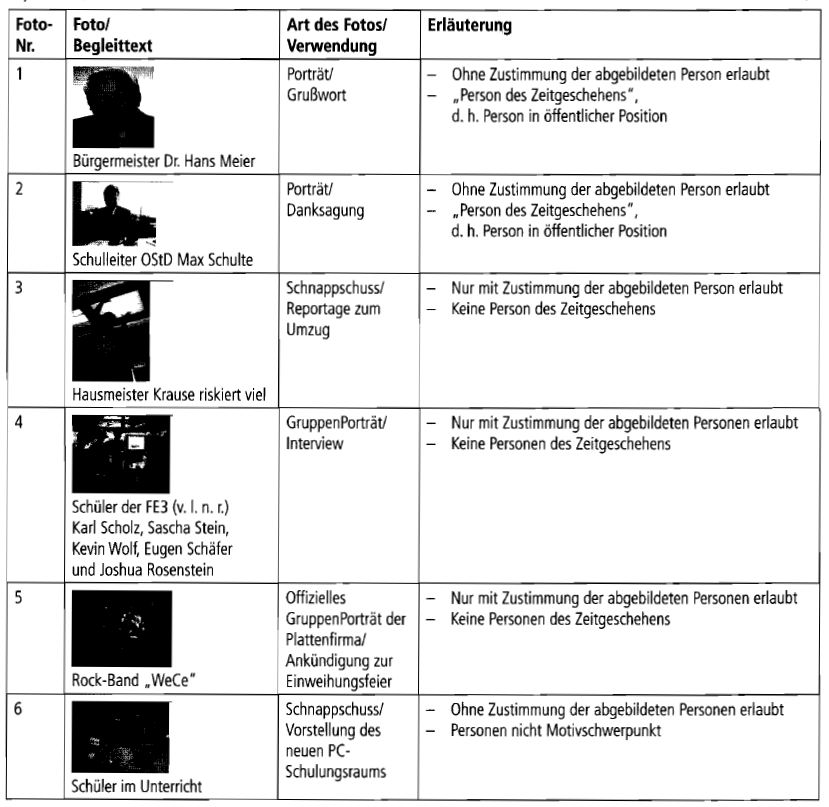 Foto-Nr. Foto/Begleittext Art des Fotos/Verwendung Erläuterung
1
Bürgermeister Dr. Hans Meier
Porträt/
Grußwort
– Ohne Zustimmung der abgebildeten Person erlaubt
– „Person des Zeitgeschehens“,
d. h. Person in öffentlicher Position
2
Schulleiter OStD Max Schulte
Porträt/
Danksagung
– Ohne Zustimmung der abgebildeten Person erlaubt
– „Person des Zeitgeschehens“,
d. h. Person in öffentlicher Position
3
Hausmeister Krause riskiert viel
Schnappschuss/
Reportage zum
Umzug
– Nur mit Zustimmung der abgebildeten Person erlaubt
– Keine Person des Zeitgeschehens
4
Schüler der FE3 (v. l. n. r.)
Karl Scholz, Sascha Stein,
Kevin Wolf, Eugen Schäfer
und Joshua Rosenstein
GruppenPorträt/
Interview
– Nur mit Zustimmung der abgebildeten Personen erlaubt
– Keine Personen des Zeitgeschehens
5
Rock-Band „WeCe“
Offizielles
GruppenPorträt der
Plattenfirma/
Ankündigung zur
Einweihungsfeier
– Nur mit Zustimmung der abgebildeten Personen erlaubt
– Keine Personen des Zeitgeschehens
6
Schüler im Unterricht
Schnappschuss/
Vorstellung des
neuen PC-
Schulungsraums
– Ohne Zustimmung der abgebildeten Personen erlaubt
– Personen nicht Motivschwerpunkt